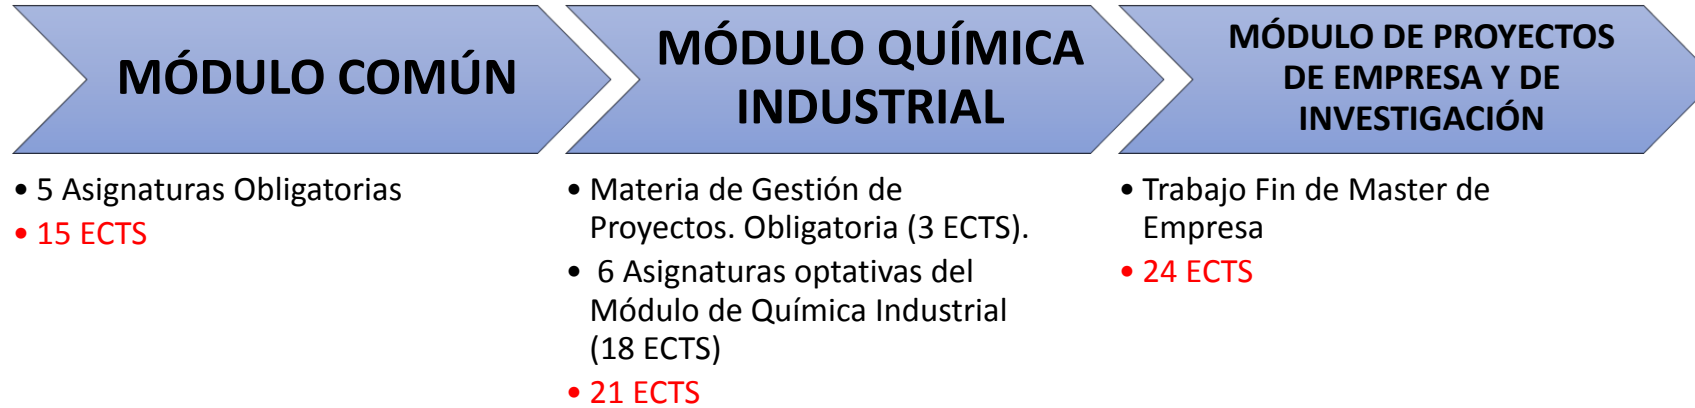 MÓDULO COMÚN
• 5 Asignaturas Obligatorias
• 15 ECTS
MÓDULO QUÍMICA
INDUSTRIAL
• Materia de Gestión de
Proyectos. Obligatoria (3 ECTS).
• 6 Asignaturas optativas del
Módulo de Química Industrial
(18 ECTS)
• 21 ECTS
MÓDULO DE PROYECTOS
DE EMPRESA Y DE
INVESTIGACIÓN
• Trabajo Fin de Master de
Empresa
• 24 ECTS